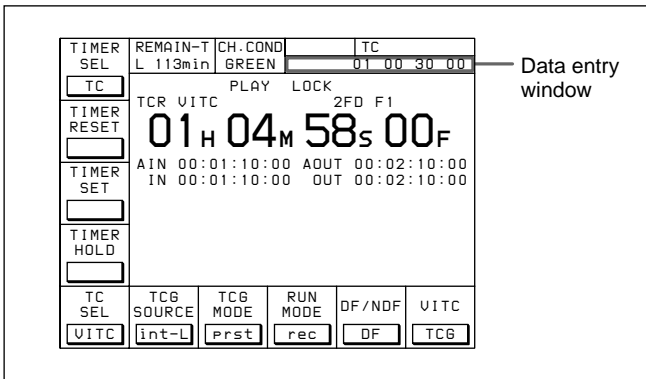 TIMER SEL
TC
REMAIN-T
L 113min
CH.COND
GREEN
TC
01 00 30 00
Data entry window
PLAY LOCK
TCR VITC 2FD F1
01H 04M 58S 00F
AIN 00:01:10:00 AOUT 00:02:10:00
IN 00:01:10:00 OUT 00:02:10:00
TIMER RESET
TIMER SET
TIMER HOLD
TC SEL
VITC
TCG SOURCE
int-L
TCG MODE
prst
RUN MODE
rec
DF/NDF
DF
VITC
TCG